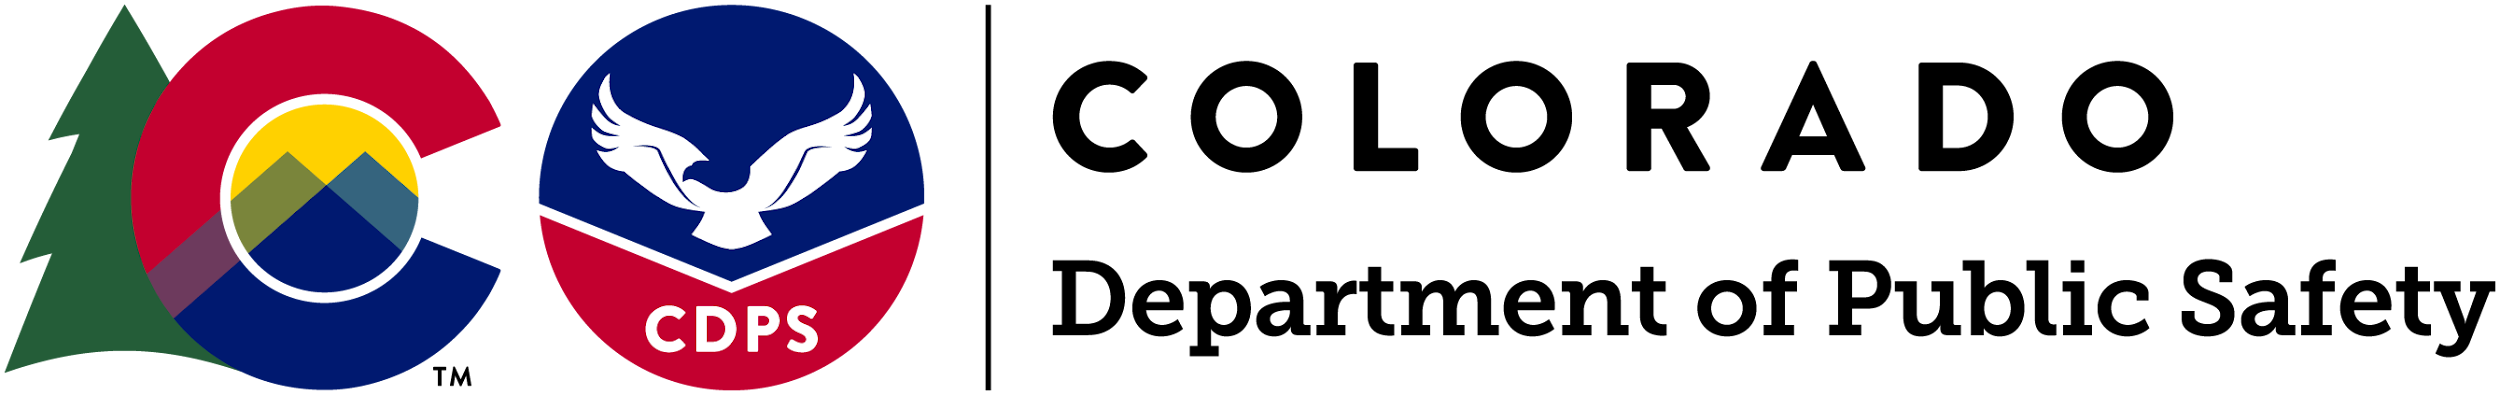 TM
CDPS
COLORADO
Department of Public Safety